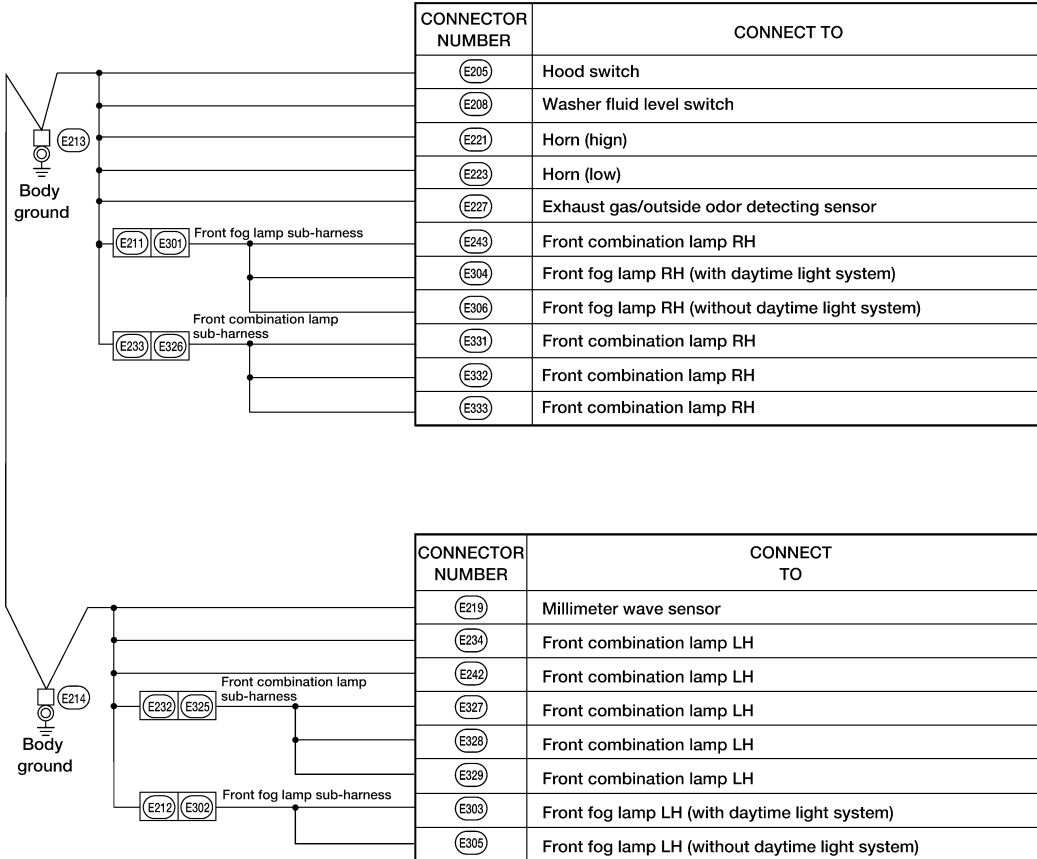 CONNECTOR NUMBER CONNECT TO
E205 Hood switch
E208 Washer fluid level switch
E213
E221 Horn (hign)
E223 Horn (low)
Body
ground
E227 Exhaust gas/outside odor detecting sensor
E211 E301 Front fog lamp sub-harness E243 Front combination lamp RH
E304 Front fog lamp RH (with daytime light system)
E306 Front fog lamp RH (without daytime light system)
Front combination lamp
sub-harness
E233 E326 E331 Front combination lamp RH
E332 Front combination lamp RH
E333 Front combination lamp RH
CONNECTOR NUMBER CONNECT TO
E219 Millimeter wave sensor
E234 Front combination lamp LH
E242 Front combination lamp LH
E214
Front combination lamp
sub-harness
E232 E325 E327 Front combination lamp LH
Body
ground
E328 Front combination lamp LH
E329 Front combination lamp LH
E212 E302 Front fog lamp sub-harness E303 Front fog lamp LH (with daytime light system)
E305 Front fog lamp LH (without daytime light system)